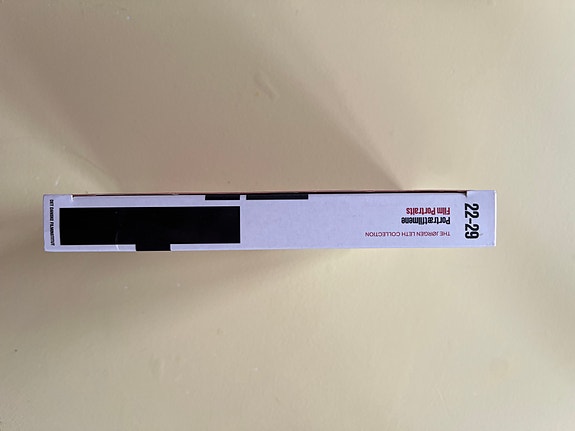 22–29
THE JØRGEN LETH COLLECTION
Portrætfilmene
Film Portraits
DET DANSKE FILMINSTITUT